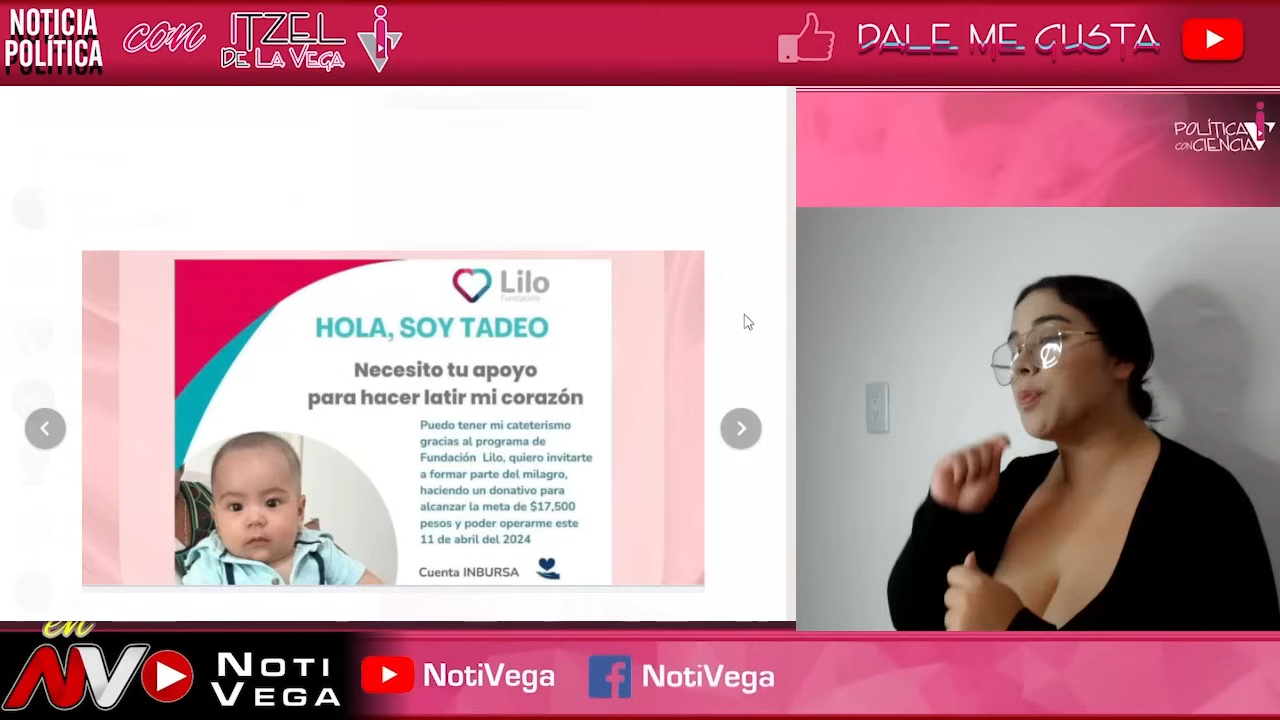 NOTICIA
POLÍTICA
con
ITZEL
DE LA VEGA
DALE ME GUSTA
POLÍTICA
CON CIENCIA
Lilo
Fundación
HOLA, SOY TADEO
Necesito tu apoyo
para hacer latir mi corazón
Puedo tener mi cateterismo
gracias al programa de
Fundación Lilo, quiero invitarte
a formar parte del milagro,
haciendo un donativo para
alcanzar la meta de $17,500
pesos y poder operarme este
11 de abril del 2024
Cuenta INBURSA
en
NV
NOTI
VEGA
NotiVega
NotiVega